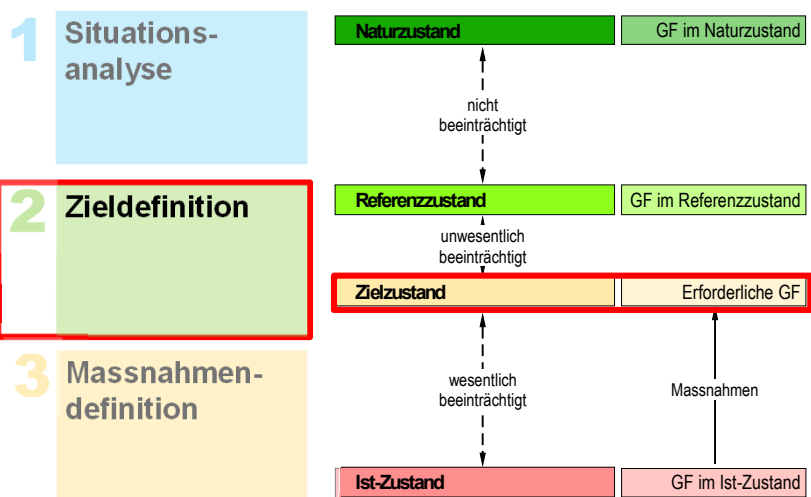 1 Situations-
analyse
2 Zieldefinition
3 Massnahmen-
definition
Naturzustand GF im Naturzustand
nicht
beeinträchtigt
Referenzzustand GF im Referenzzustand
unwesentlich
beeinträchtigt
Zielzustand Erforderliche GF
wesentlich
beeinträchtigt
Massnahmen
Ist-Zustand GF im Ist-Zustand